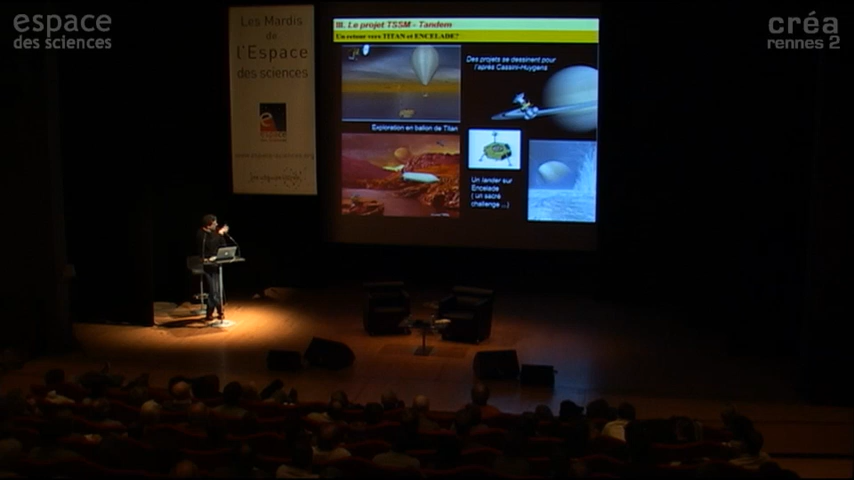 espace
des sciences
Les Mardis
de
l'Espace
des sciences
créa
rennes 2
III. Le projet TSSM - Tandem
Un retour vers TITAN et ENCELADE?
Des projets se dessinent pour
l'après Cassini-Huygens
Exploration en ballon de Titan
Un lander sur
Encelade
( un sacré
challenge ...)